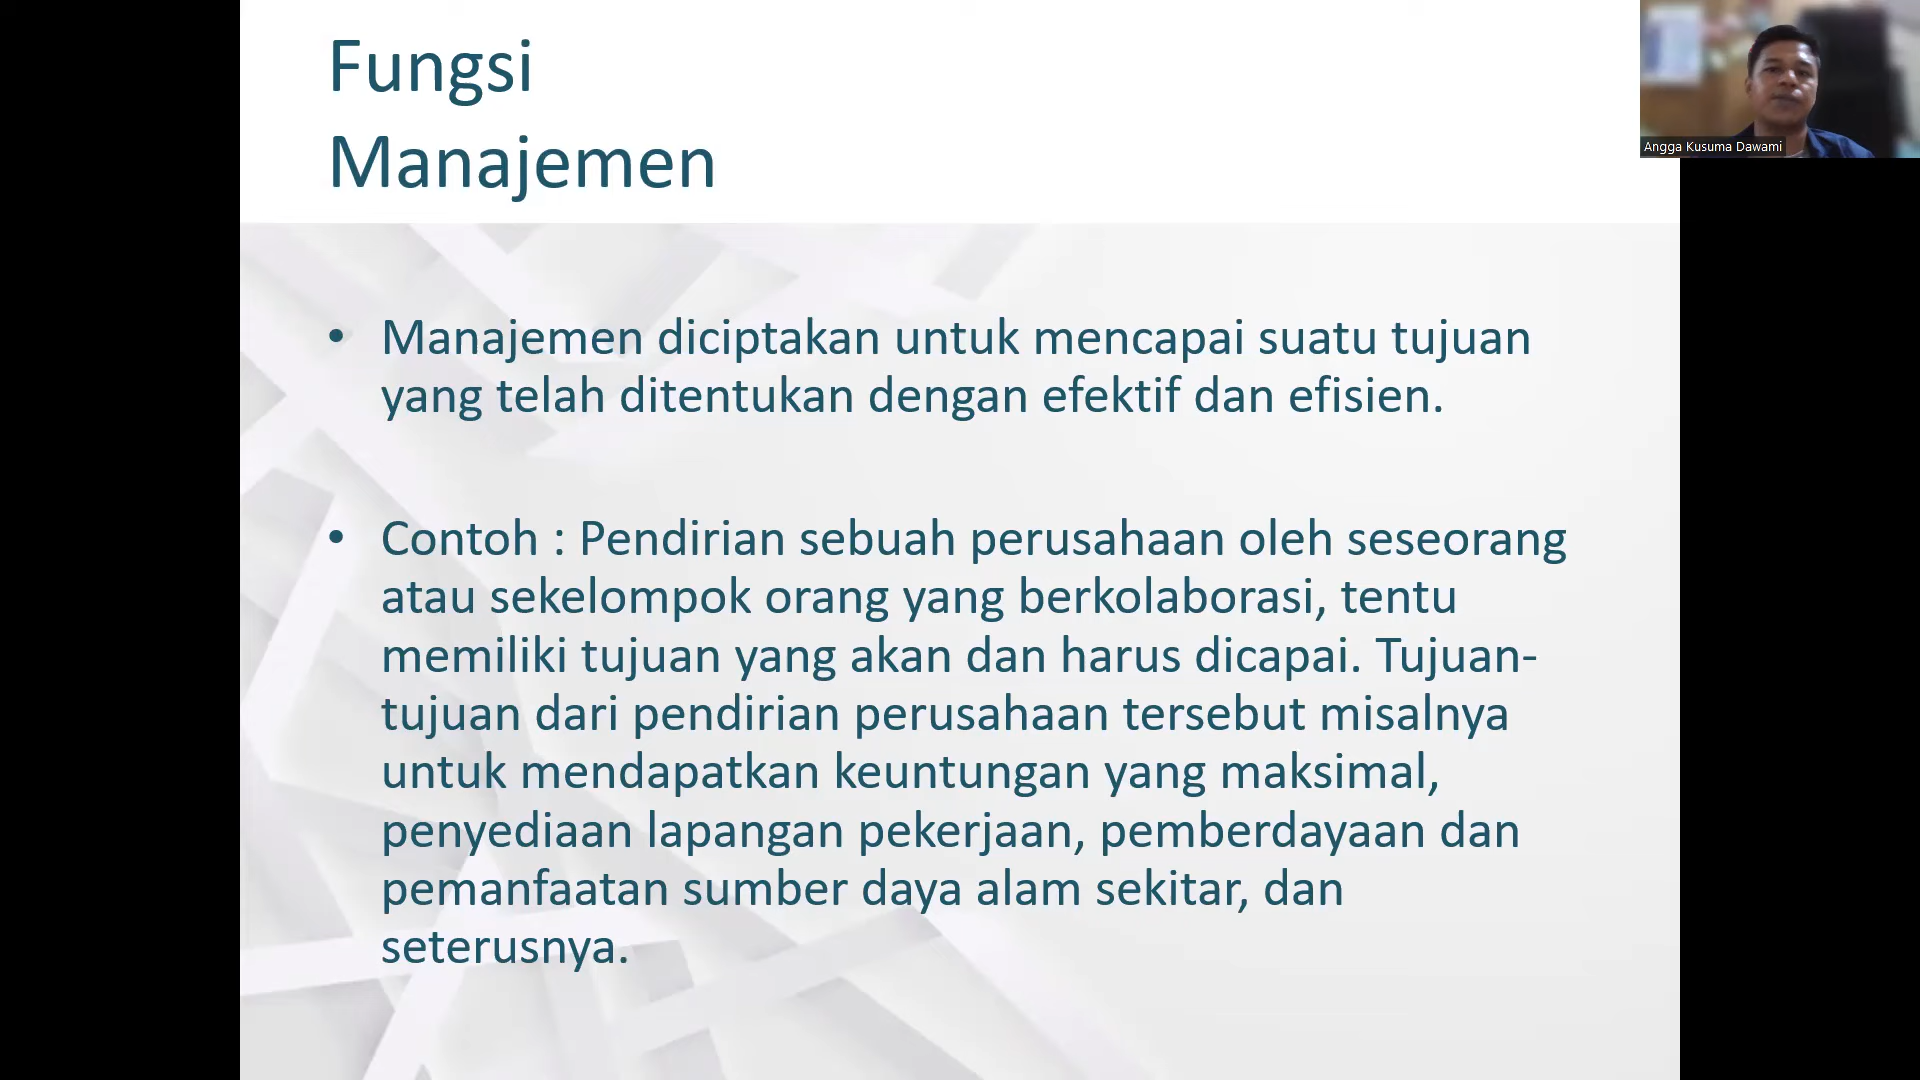 Fungsi
Manajemen
Angga Kusuma Dawami
• Manajemen diciptakan untuk mencapai suatu tujuan
yang telah ditentukan dengan efektif dan efisien.
• Contoh : Pendirian sebuah perusahaan oleh seseorang
atau sekelompok orang yang berkolaborasi, tentu
memiliki tujuan yang akan dan harus dicapai. Tujuan-
tujuan dari pendirian perusahaan tersebut misalnya
untuk mendapatkan keuntungan yang maksimal,
penyediaan lapangan pekerjaan, pemberdayaan dan
pemanfaatan sumber daya alam sekitar, dan
seterusnya.